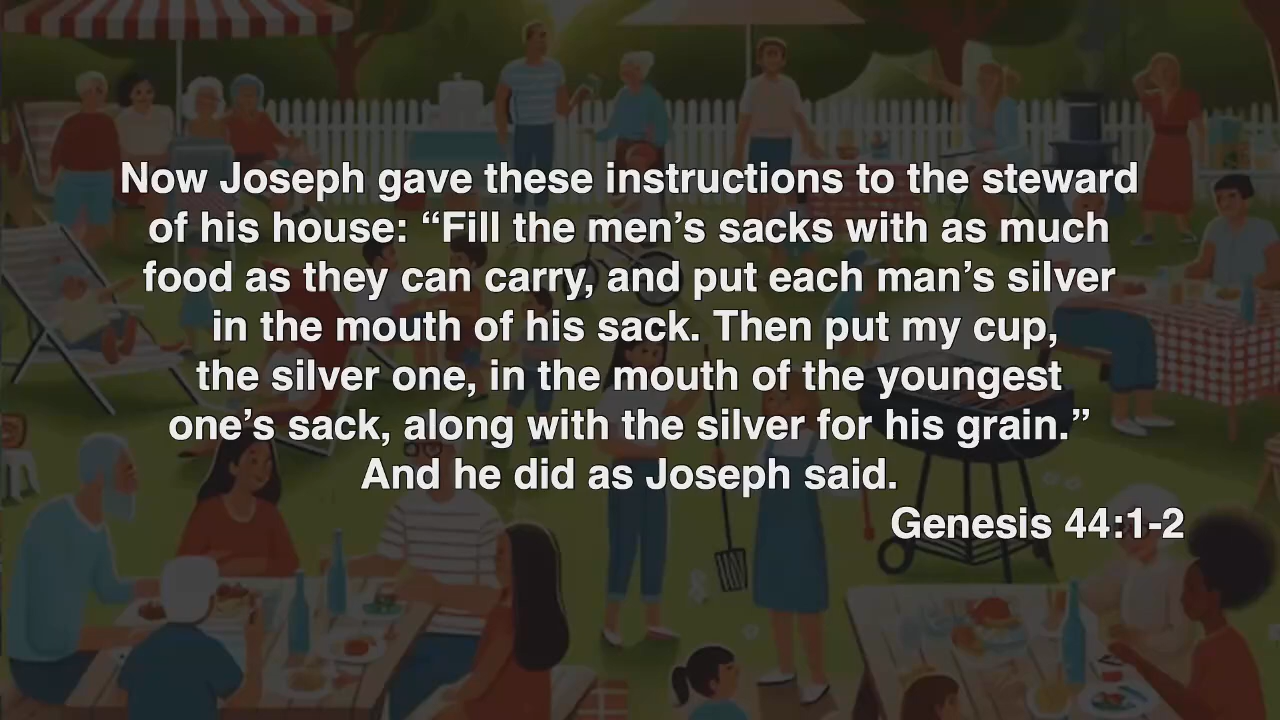 Now Joseph gave these instructions to the steward
of his house: “Fill the men’s sacks with as much
food as they can carry, and put each man’s silver
in the mouth of his sack. Then put my cup,
the silver one, in the mouth of the youngest
one’s sack, along with the silver for his grain.”
And he did as Joseph said.
Genesis 44:1-2